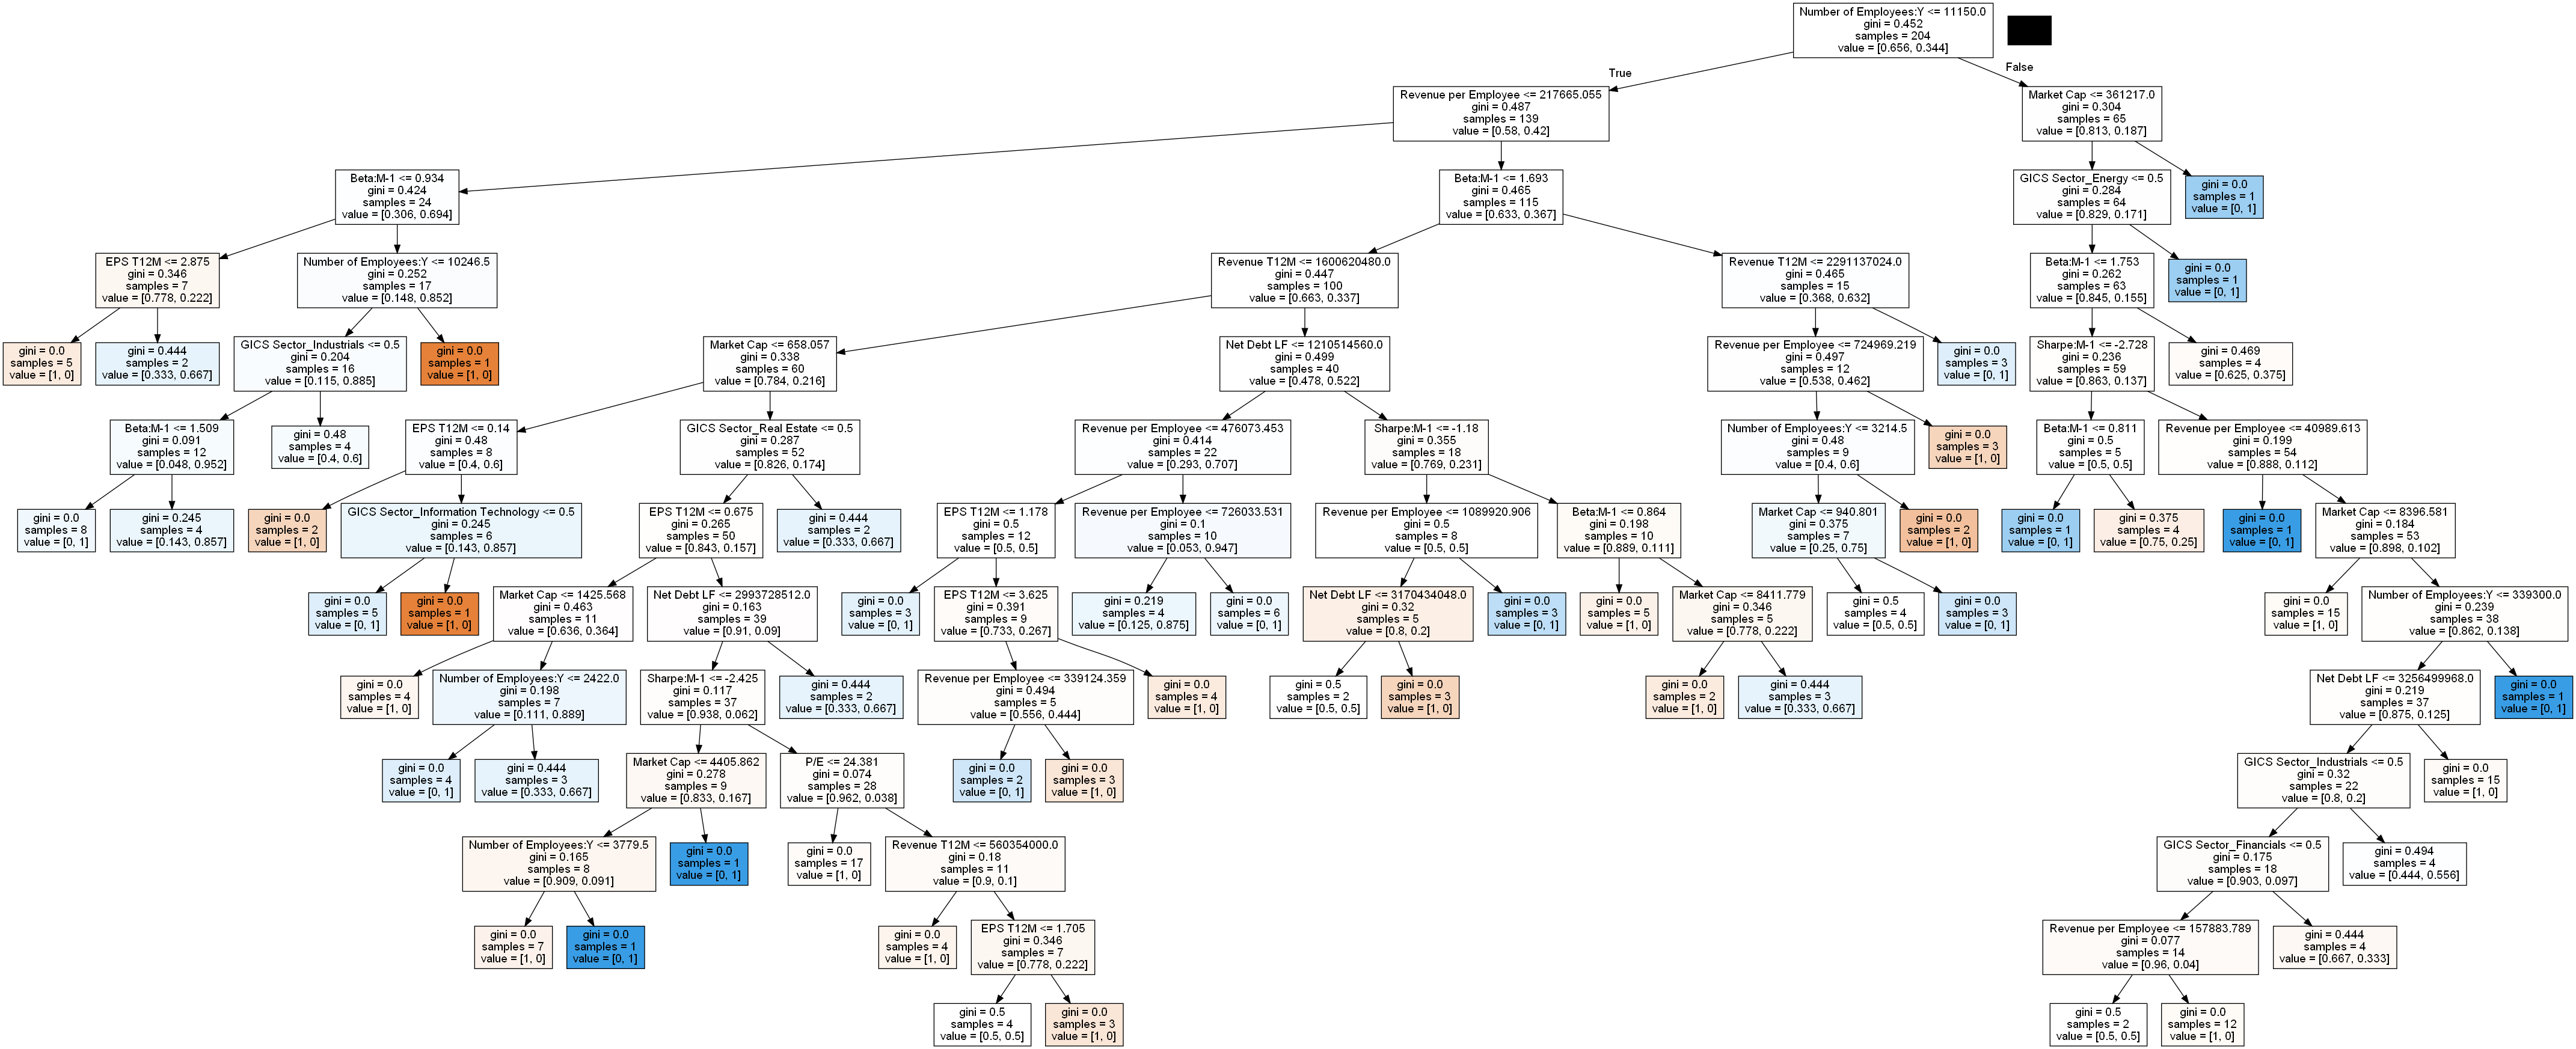 Number of Employees:Y <= 11150.0
gini = 0.452
samples = 204
value = [0.656, 0.344]
True
False
Revenue per Employee <= 217665.055
gini = 0.487
samples = 139
value = [0.58, 0.42]
Market Cap <= 361217.0
gini = 0.304
samples = 65
value = [0.813, 0.187]
Beta:M-1 <= 0.934
gini = 0.424
samples = 24
value = [0.306, 0.694]
Beta:M-1 <= 1.693
gini = 0.465
samples = 115
value = [0.633, 0.367]
GICS Sector_Energy <= 0.5
gini = 0.284
samples = 64
value = [0.829, 0.171]
gini = 0.0
samples = 1
value = [0, 1]
EPS T12M <= 2.875
gini = 0.346
samples = 7
value = [0.778, 0.222]
Number of Employees:Y <= 10246.5
gini = 0.252
samples = 17
value = [0.148, 0.852]
Revenue T12M <= 1600620480.0
gini = 0.447
samples = 100
value = [0.663, 0.337]
Revenue T12M <= 2291137024.0
gini = 0.465
samples = 15
value = [0.368, 0.632]
Beta:M-1 <= 1.753
gini = 0.262
samples = 63
value = [0.845, 0.155]
gini = 0.0
samples = 1
value = [0, 1]
gini = 0.0
samples = 5
value = [1, 0]
gini = 0.444
samples = 2
value = [0.333, 0.667]
GICS Sector_Industrials <= 0.5
gini = 0.204
samples = 16
value = [0.115, 0.885]
gini = 0.0
samples = 1
value = [1, 0]
Market Cap <= 658.057
gini = 0.338
samples = 60
value = [0.784, 0.216]
Net Debt LF <= 1210514560.0
gini = 0.499
samples = 40
value = [0.478, 0.522]
Revenue per Employee <= 724969.219
gini = 0.497
samples = 12
value = [0.538, 0.462]
gini = 0.0
samples = 3
value = [0, 1]
Sharpe:M-1 <= -2.728
gini = 0.236
samples = 59
value = [0.863, 0.137]
gini = 0.469
samples = 4
value = [0.625, 0.375]
Beta:M-1 <= 1.509
gini = 0.091
samples = 12
value = [0.048, 0.952]
gini = 0.48
samples = 4
value = [0.4, 0.6]
EPS T12M <= 0.14
gini = 0.48
samples = 8
value = [0.4, 0.6]
GICS Sector_Real Estate <= 0.5
gini = 0.287
samples = 52
value = [0.826, 0.174]
Revenue per Employee <= 476073.453
gini = 0.414
samples = 22
value = [0.293, 0.707]
Sharpe:M-1 <= -1.18
gini = 0.355
samples = 18
value = [0.769, 0.231]
Number of Employees:Y <= 3214.5
gini = 0.48
samples = 9
value = [0.4, 0.6]
gini = 0.0
samples = 3
value = [1, 0]
Beta:M-1 <= 0.811
gini = 0.5
samples = 5
value = [0.5, 0.5]
Revenue per Employee <= 40989.613
gini = 0.199
samples = 54
value = [0.888, 0.112]
gini = 0.0
samples = 8
value = [0, 1]
gini = 0.245
samples = 4
value = [0.143, 0.857]
gini = 0.0
samples = 2
value = [1, 0]
GICS Sector_Information Technology <= 0.5
gini = 0.245
samples = 6
value = [0.143, 0.857]
EPS T12M <= 0.675
gini = 0.265
samples = 50
value = [0.843, 0.157]
gini = 0.444
samples = 2
value = [0.333, 0.667]
EPS T12M <= 1.178
gini = 0.5
samples = 12
value = [0.5, 0.5]
Revenue per Employee <= 726033.531
gini = 0.1
samples = 10
value = [0.053, 0.947]
Revenue per Employee <= 1089920.906
gini = 0.5
samples = 8
value = [0.5, 0.5]
Beta:M-1 <= 0.864
gini = 0.198
samples = 10
value = [0.889, 0.111]
Market Cap <= 940.801
gini = 0.375
samples = 7
value = [0.25, 0.75]
gini = 0.0
samples = 2
value = [1, 0]
gini = 0.0
samples = 1
value = [0, 1]
gini = 0.375
samples = 4
value = [0.75, 0.25]
gini = 0.0
samples = 1
value = [0, 1]
Market Cap <= 8396.581
gini = 0.184
samples = 53
value = [0.898, 0.102]
gini = 0.0
samples = 5
value = [0, 1]
gini = 0.0
samples = 1
value = [1, 0]
Market Cap <= 1425.568
gini = 0.463
samples = 11
value = [0.636, 0.364]
Net Debt LF <= 2993728512.0
gini = 0.163
samples = 39
value = [0.91, 0.09]
gini = 0.0
samples = 3
value = [0, 1]
EPS T12M <= 3.625
gini = 0.391
samples = 9
value = [0.733, 0.267]
gini = 0.219
samples = 4
value = [0.125, 0.875]
gini = 0.0
samples = 6
value = [0, 1]
Net Debt LF <= 3170434048.0
gini = 0.32
samples = 5
value = [0.8, 0.2]
gini = 0.0
samples = 3
value = [0, 1]
gini = 0.0
samples = 5
value = [1, 0]
Market Cap <= 8411.779
gini = 0.346
samples = 5
value = [0.778, 0.222]
gini = 0.5
samples = 4
value = [0.5, 0.5]
gini = 0.0
samples = 3
value = [0, 1]
gini = 0.0
samples = 15
value = [1, 0]
Number of Employees:Y <= 339300.0
gini = 0.239
samples = 38
value = [0.862, 0.138]
gini = 0.0
samples = 4
value = [1, 0]
Number of Employees:Y <= 2422.0
gini = 0.198
samples = 7
value = [0.111, 0.889]
Sharpe:M-1 <= -2.425
gini = 0.117
samples = 37
value = [0.938, 0.062]
gini = 0.444
samples = 2
value = [0.333, 0.667]
Revenue per Employee <= 339124.359
gini = 0.494
samples = 5
value = [0.556, 0.444]
gini = 0.0
samples = 4
value = [1, 0]
gini = 0.5
samples = 2
value = [0.5, 0.5]
gini = 0.0
samples = 3
value = [1, 0]
gini = 0.0
samples = 2
value = [1, 0]
gini = 0.444
samples = 3
value = [0.333, 0.667]
Net Debt LF <= 3256499968.0
gini = 0.219
samples = 37
value = [0.875, 0.125]
gini = 0.0
samples = 1
value = [0, 1]
gini = 0.0
samples = 4
value = [0, 1]
gini = 0.444
samples = 3
value = [0.333, 0.667]
Market Cap <= 4405.862
gini = 0.278
samples = 9
value = [0.833, 0.167]
P/E <= 24.381
gini = 0.074
samples = 28
value = [0.962, 0.038]
gini = 0.0
samples = 2
value = [0, 1]
gini = 0.0
samples = 3
value = [1, 0]
GICS Sector_Industrials <= 0.5
gini = 0.32
samples = 22
value = [0.8, 0.2]
gini = 0.0
samples = 15
value = [1, 0]
Number of Employees:Y <= 3779.5
gini = 0.165
samples = 8
value = [0.909, 0.091]
gini = 0.0
samples = 1
value = [0, 1]
gini = 0.0
samples = 17
value = [1, 0]
Revenue T12M <= 560354000.0
gini = 0.18
samples = 11
value = [0.9, 0.1]
GICS Sector_Financials <= 0.5
gini = 0.175
samples = 18
value = [0.903, 0.097]
gini = 0.494
samples = 4
value = [0.444, 0.556]
gini = 0.0
samples = 7
value = [1, 0]
gini = 0.0
samples = 1
value = [0, 1]
gini = 0.0
samples = 4
value = [1, 0]
EPS T12M <= 1.705
gini = 0.346
samples = 7
value = [0.778, 0.222]
Revenue per Employee <= 157883.789
gini = 0.077
samples = 14
value = [0.96, 0.04]
gini = 0.444
samples = 4
value = [0.667, 0.333]
gini = 0.5
samples = 4
value = [0.5, 0.5]
gini = 0.0
samples = 3
value = [1, 0]
gini = 0.5
samples = 2
value = [0.5, 0.5]
gini = 0.0
samples = 12
value = [1, 0]